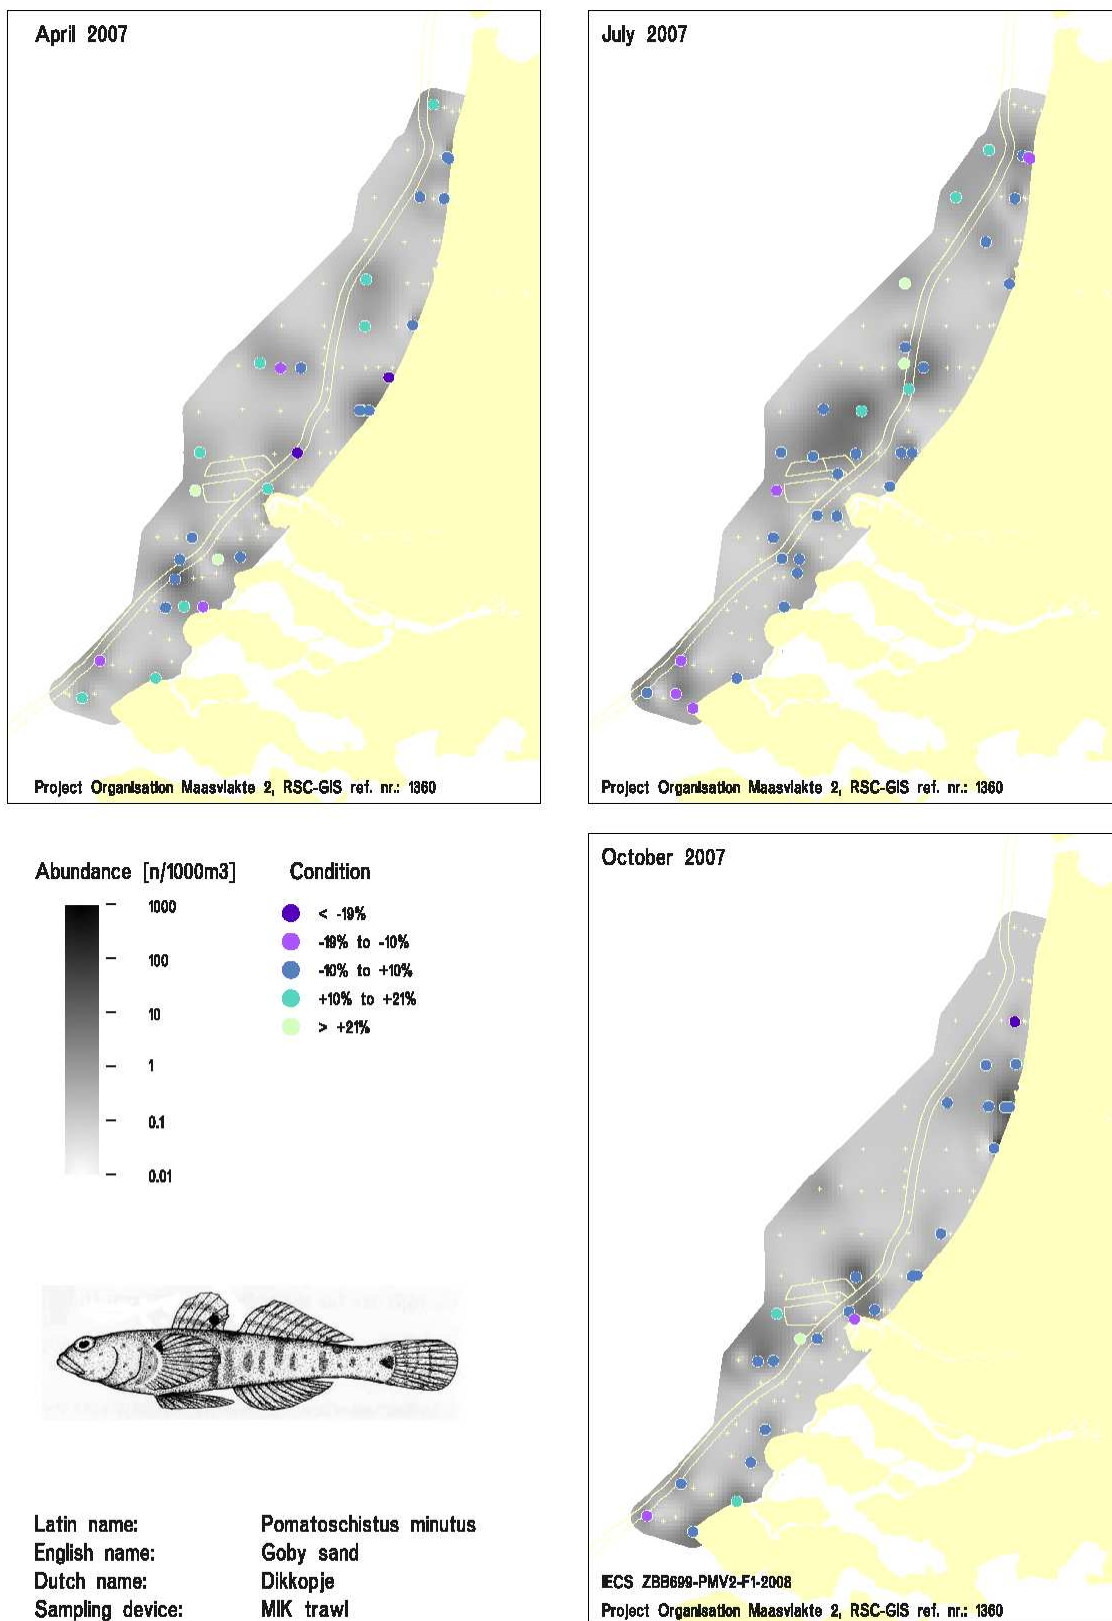 April 2007
Project Organisation Maasvlakte 2, RSC-GIS ref. nr.: 1360
July 2007
Project Organisation Maasvlakte 2, RSC-GIS ref. nr.: 1360
Abundance [n/1000m3]
1000
100
10
1
0.1
0.01
Condition
< -19%
-19% to -10%
-10% to +10%
+10% to +21%
> +21%
October 2007
IECS ZBB699-PMV2-F1-2008
Project Organisation Maasvlakte 2, RSC-GIS ref. nr.: 1360
Latin name: Pomatoschistus minutus
English name: Goby sand
Dutch name: Dikkopje
Sampling device: MIK trawl